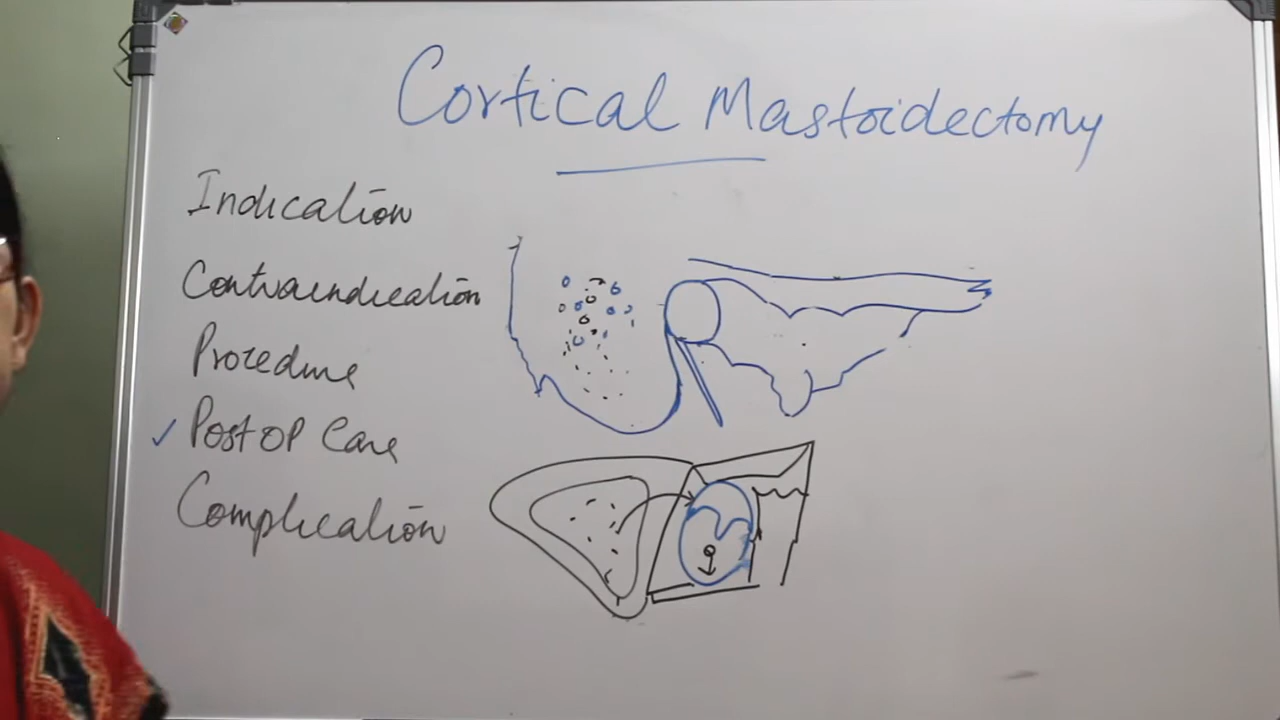 Cortical Mastoidectomy
Indication
Contraindication
Procedure
✓ Post OP Care
Complication